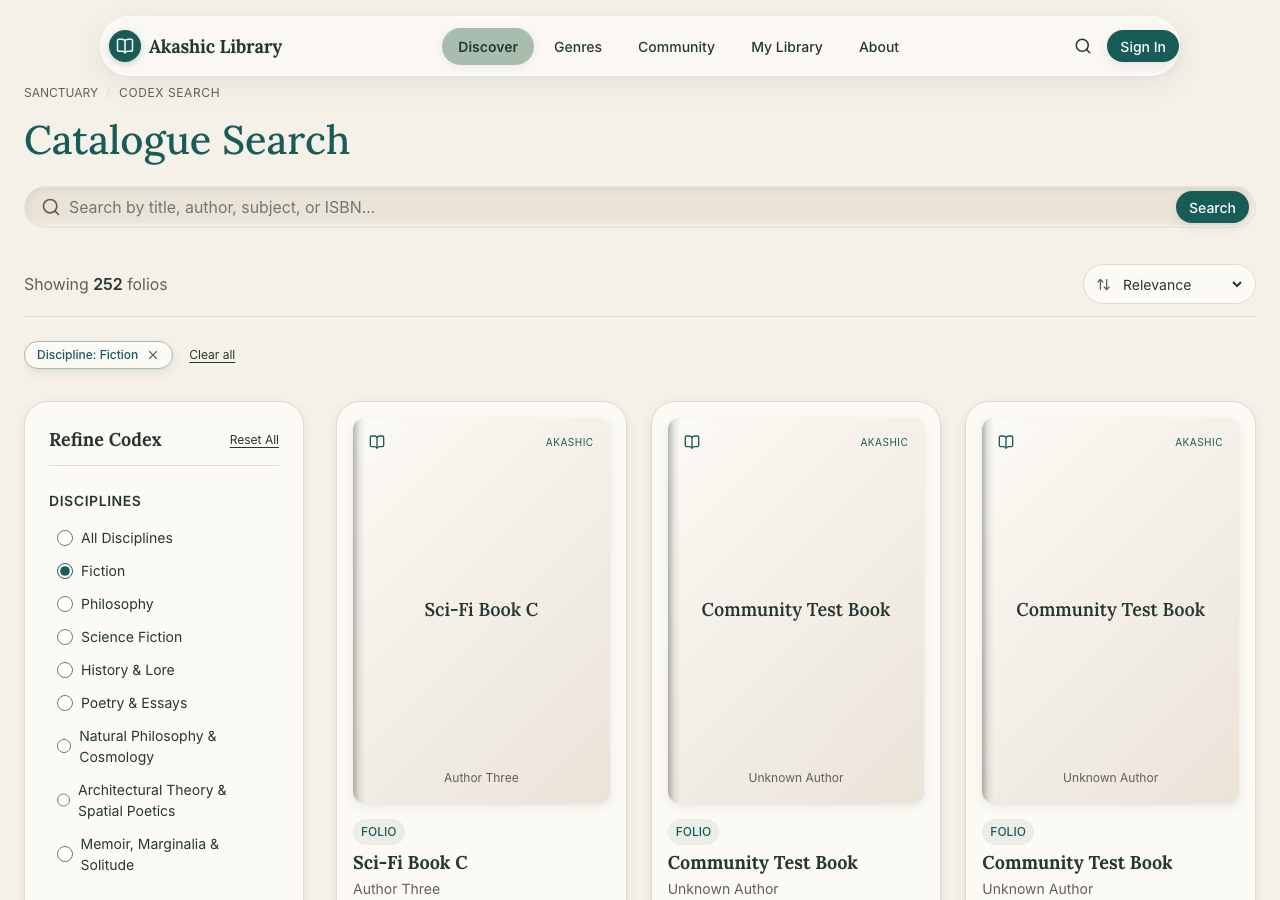 Akashic Library
Discover
Genres
Community
My Library
About
Sign In
SANCTUARY / CODEX SEARCH
Catalogue Search
Search by title, author, subject, or ISBN...
Search
Showing 252 folios
Relevance
Discipline: Fiction
Clear all
Refine Codex
Reset All
DISCIPLINES
All Disciplines
Fiction
Philosophy
Science Fiction
History & Lore
Poetry & Essays
Natural Philosophy &
Cosmology
Architectural Theory &
Spatial Poetics
Memoir, Marginalia &
Solitude
AKASHIC
Sci-Fi Book C
Author Three
FOLIO
Sci-Fi Book C
Author Three
AKASHIC
Community Test Book
Unknown Author
FOLIO
Community Test Book
Unknown Author
AKASHIC
Community Test Book
Unknown Author
FOLIO
Community Test Book
Unknown Author